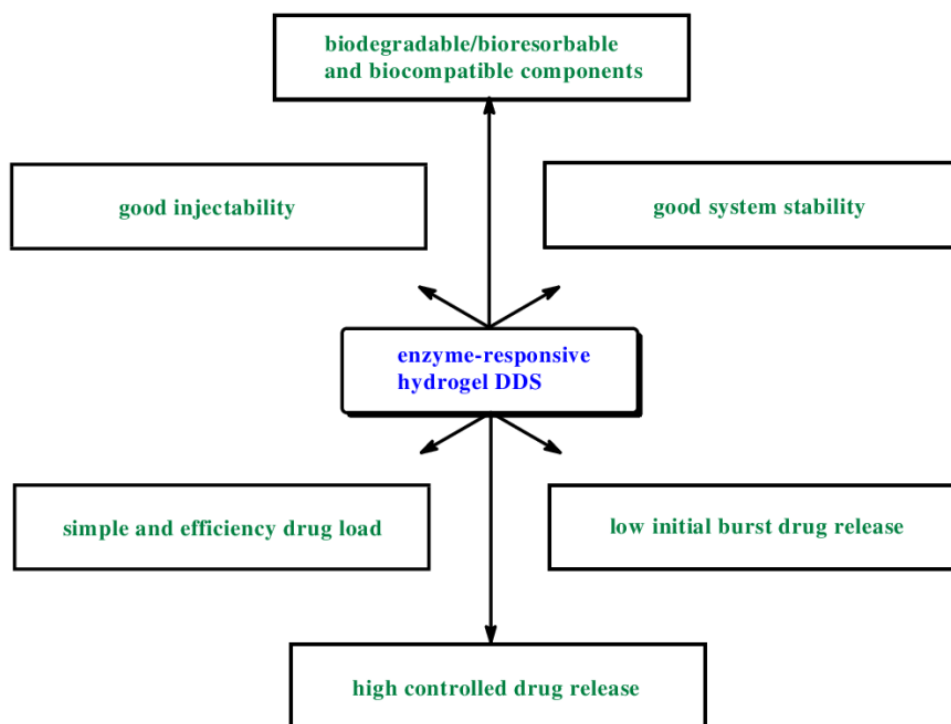 biodegradable/bioresorbable
and biocompatible components
good injectability
good system stability
enzyme-responsive
hydrogel DDS
simple and efficiency drug load
low initial burst drug release
high controlled drug release